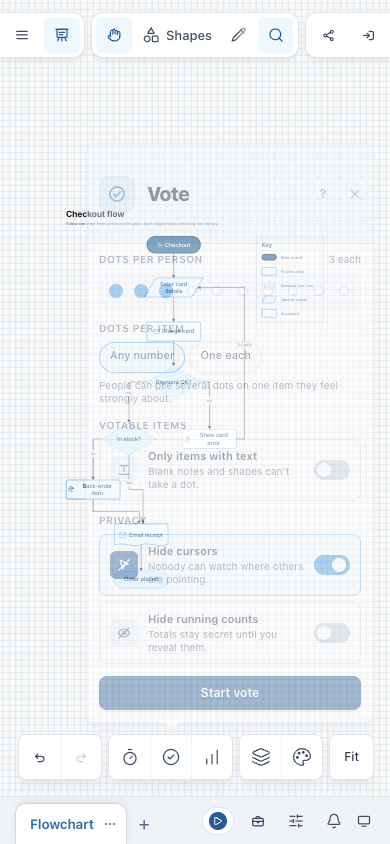 Shapes
Vote
?
Checkout flow
Checkout
Key
DOTS PER PERSON
3 each
Enter card
details
DOTS PER ITEM
Charge card
Any number
One each
Payment OK?
People can pile several dots on one item they feel
strongly about.
VOTABLE ITEMS
In stock?
Show card
error
Only items with text
Blank notes and shapes can't
take a dot.
Back-order
item
PRIVACY
Email receipt
Hide cursors
Nobody can watch where others
are pointing.
Order placed
Hide running counts
Totals stay secret until you
reveal them.
Start vote
Fit
Flowchart